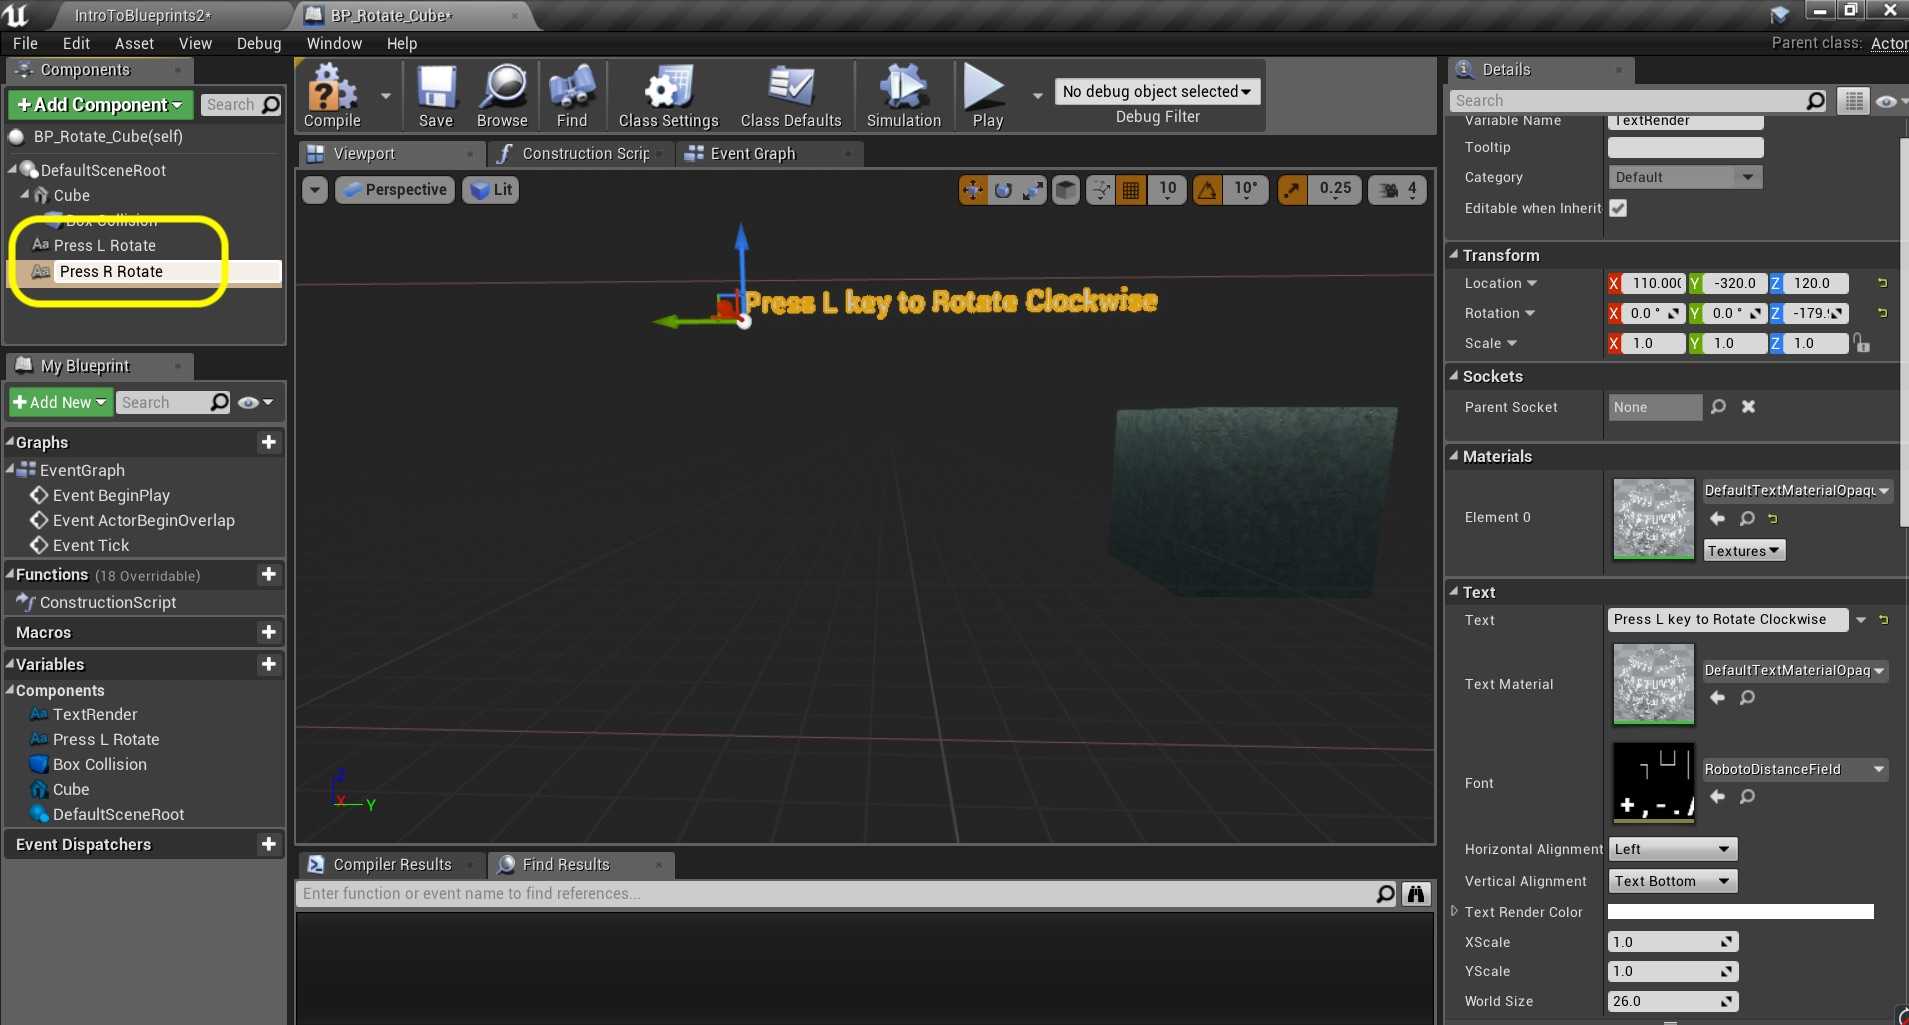 IntroToBlueprints2*
BP_Rotate_Cube*
File Edit Asset View Debug Window Help
Parent class: Actor
Components
+Add Component
Search
BP_Rotate_Cube(self)
DefaultSceneRoot
Cube
Box Collision
Press L Rotate
Press R Rotate
My Blueprint
Add New
Search
Graphs
EventGraph
Event BeginPlay
Event ActorBeginOverlap
Event Tick
Functions (18 Overridable)
ConstructionScript
Macros
Variables
Components
TextRender
Press L Rotate
Box Collision
Cube
DefaultSceneRoot
Event Dispatchers
Compile
Save
Browse
Find
Class Settings
Class Defaults
Simulation
Play
No debug object selected
Debug Filter
Viewport
Construction Scrip
Event Graph
Perspective
Lit
10
10°
0.25
4
Press L key to Rotate Clockwise
Z
X
Y
Compiler Results
Find Results
Enter function or event name to find references...
Details
Search
Variable Name TextRender
Tooltip
Category Default
Editable when Inherit
Transform
Location X 110.000 Y -320.0 Z 120.0
Rotation X 0.0 ° Y 0.0 ° Z -179.
Scale X 1.0 Y 1.0 Z 1.0
Sockets
Parent Socket None
Materials
Element 0
DefaultTextMaterialOpaqu
Textures
Text
Text Press L key to Rotate Clockwise
Text Material
DefaultTextMaterialOpaq
Font
RobotoDistanceField
Horizontal Alignment Left
Vertical Alignment Text Bottom
Text Render Color
XScale 1.0
YScale 1.0
World Size 26.0